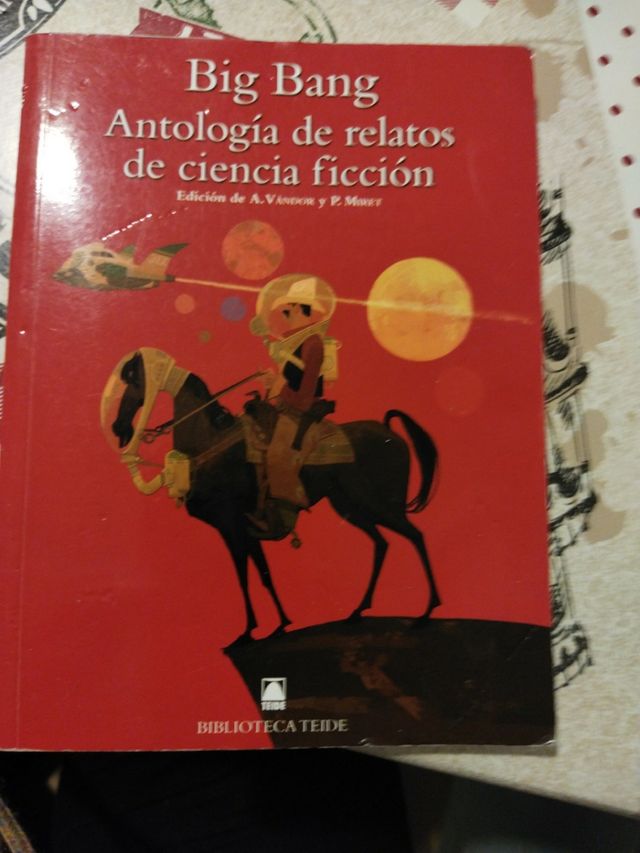 Big Bang
Antología de relatos
de ciencia ficción
Edición de A. VÁNDOR y P. MIRET
TEIDE
BIBLIOTECA TEIDE